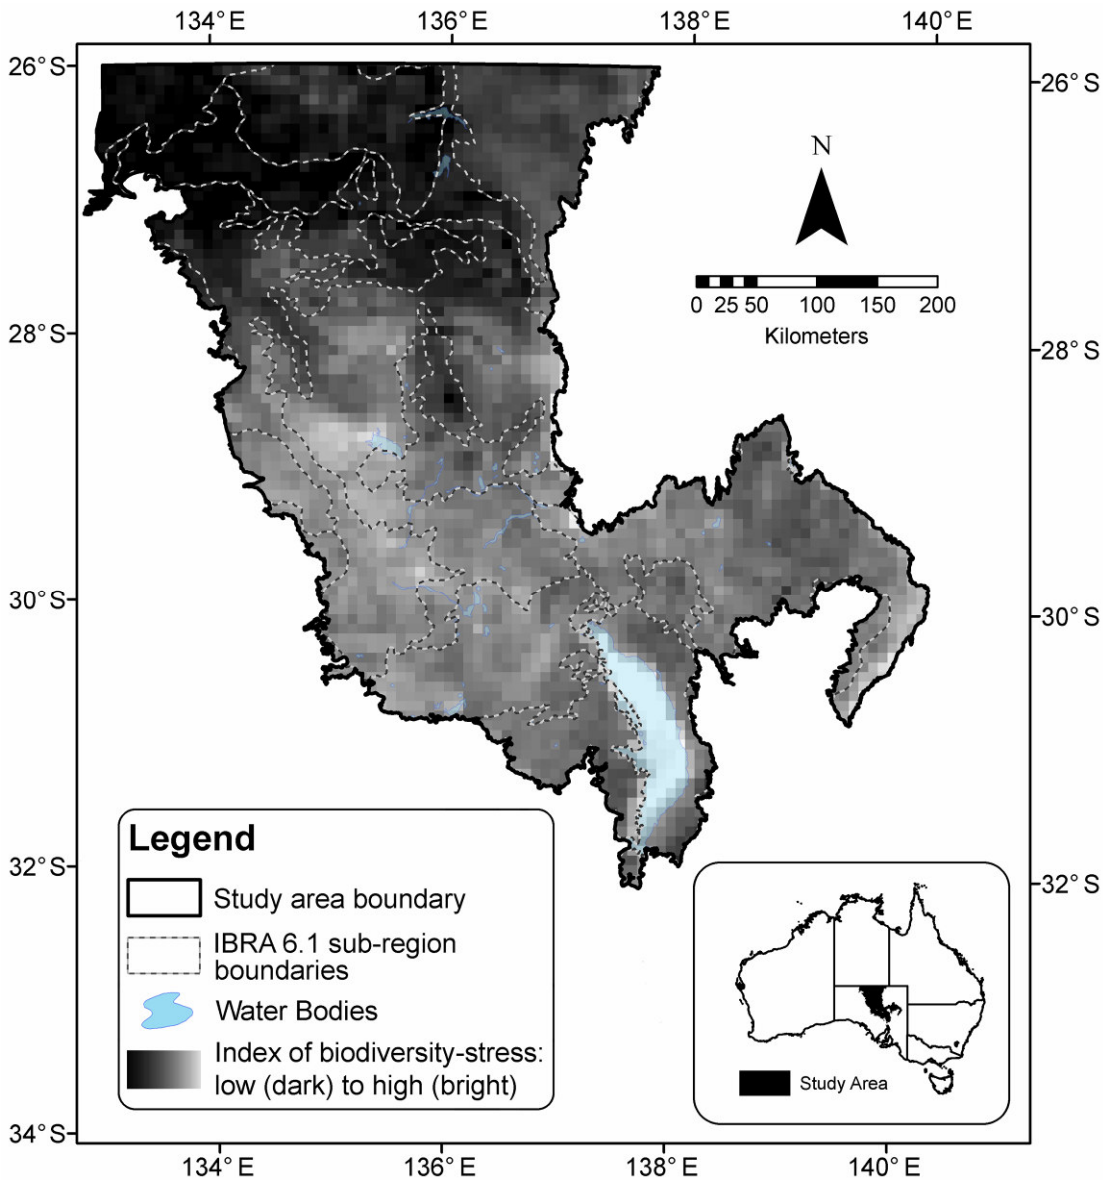 134° E 136° E 138° E 140° E
26° S
26° S
N
25 50
0 100 150 200
Kilometers
28° S
28° S
30° S
30° S
32° S
32° S
34° S
Legend
Study area boundary
IBRA 6.1 sub-region
boundaries
Water Bodies
Index of biodiversity-stress:
low (dark) to high (bright)
Study Area
134° E 136° E 138° E 140° E